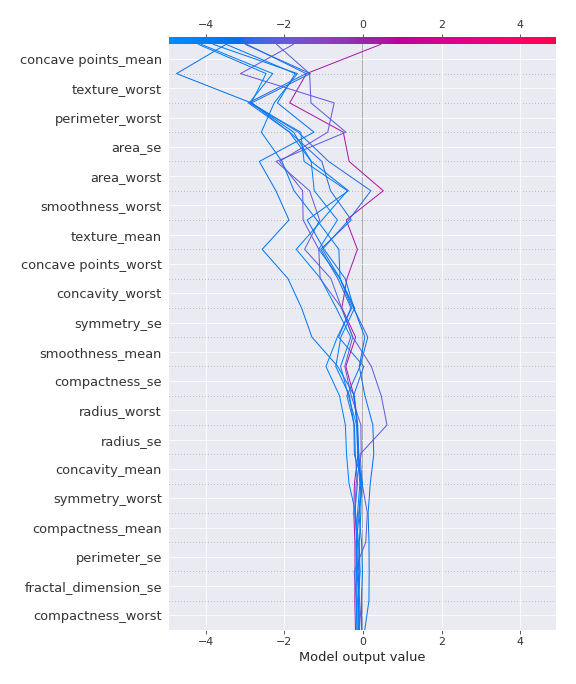 −4 −2 0 2 4
concave points_mean
texture_worst
perimeter_worst
area_se
area_worst
smoothness_worst
texture_mean
concave points_worst
concavity_worst
symmetry_se
smoothness_mean
compactness_se
radius_worst
radius_se
concavity_mean
symmetry_worst
compactness_mean
perimeter_se
fractal_dimension_se
compactness_worst
−4 −2 0 2 4
Model output value